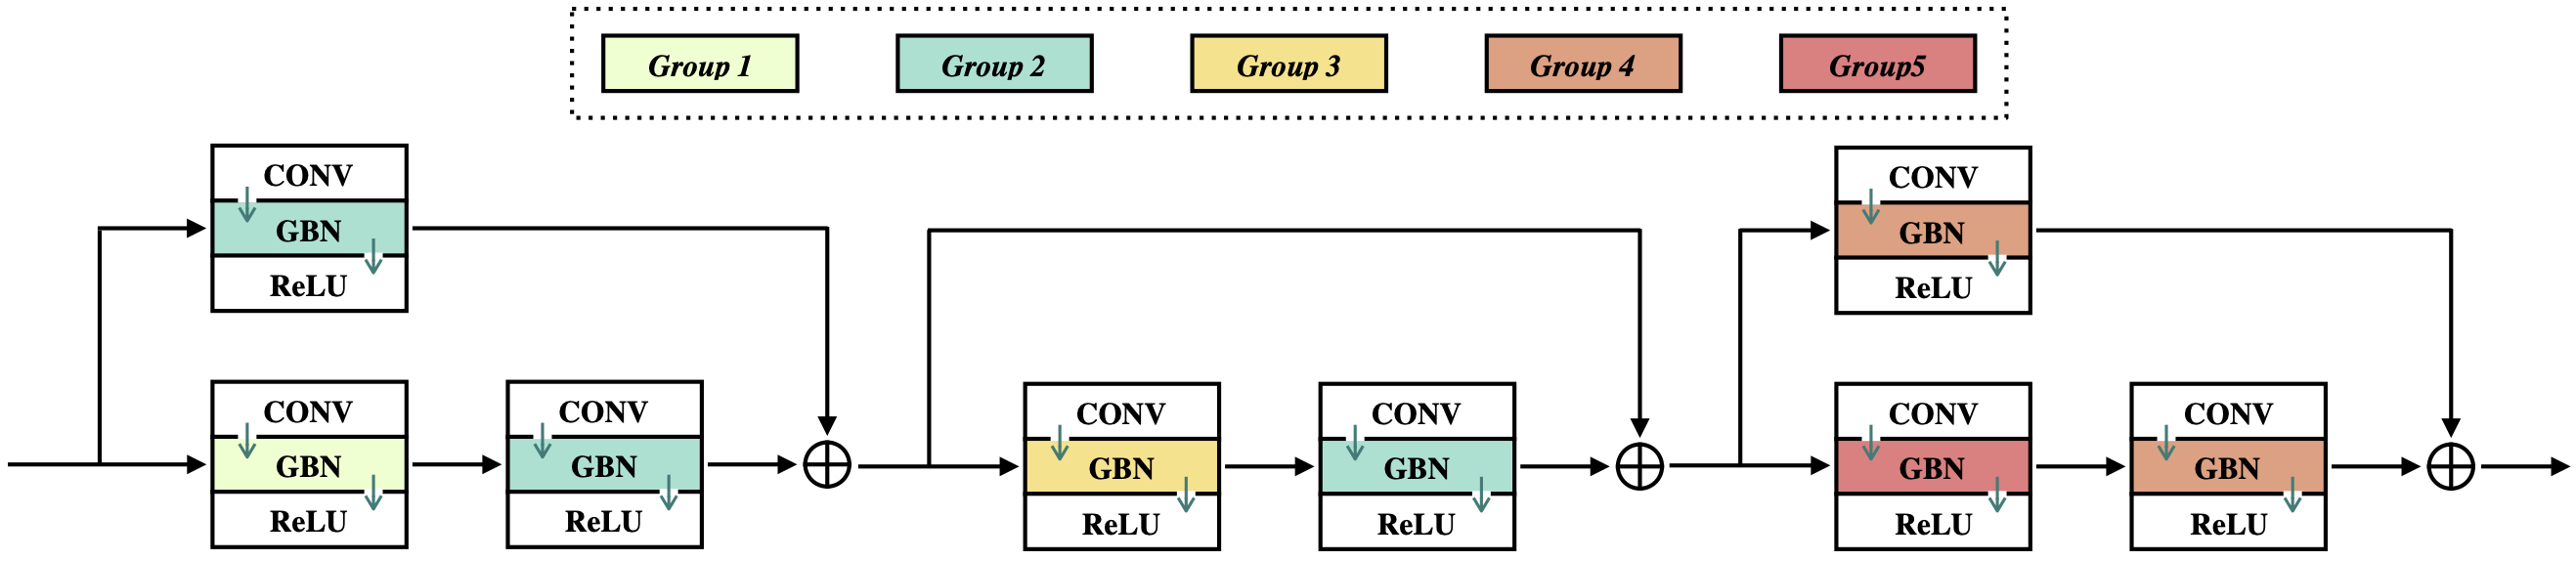 Group 1
Group 2
Group 3
Group 4
Group5
CONV
GBN
ReLU
CONV
GBN
ReLU
CONV
GBN
ReLU
CONV
GBN
ReLU
CONV
GBN
ReLU
CONV
GBN
ReLU
CONV
GBN
ReLU
CONV
GBN
ReLU